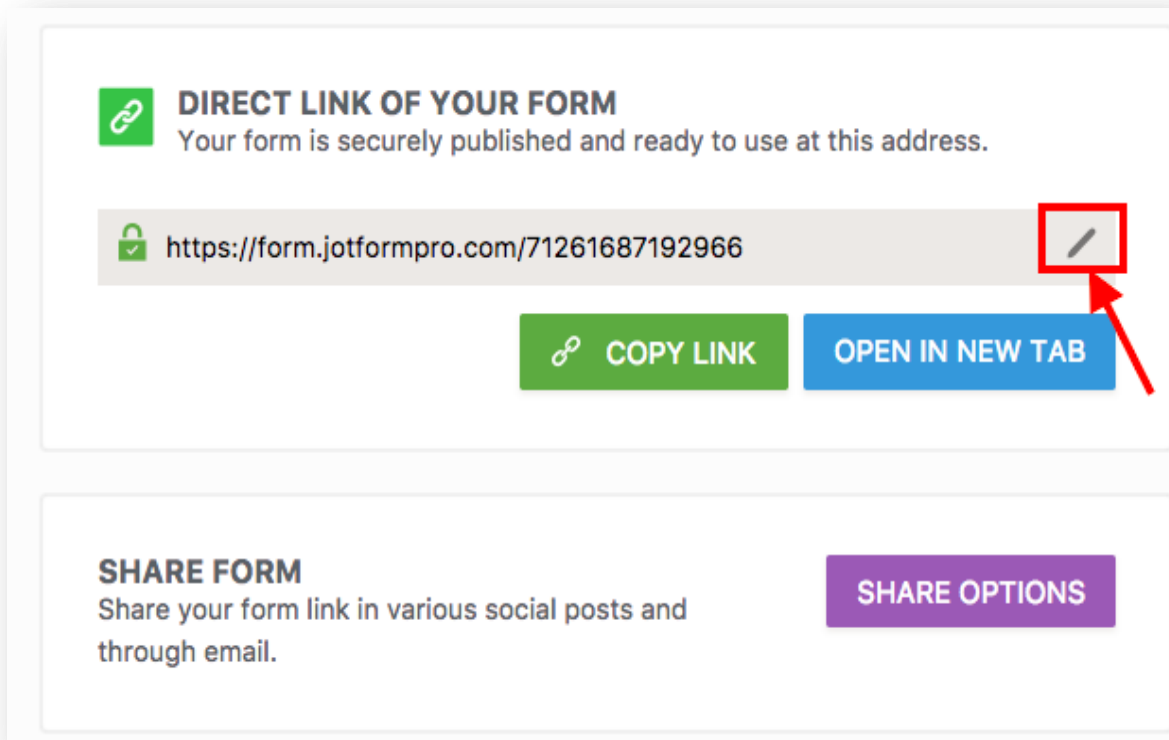 DIRECT LINK OF YOUR FORM
Your form is securely published and ready to use at this address.
https://form.jotformpro.com/71261687192966
COPY LINK
OPEN IN NEW TAB
SHARE FORM
Share your form link in various social posts and
through email.
SHARE OPTIONS